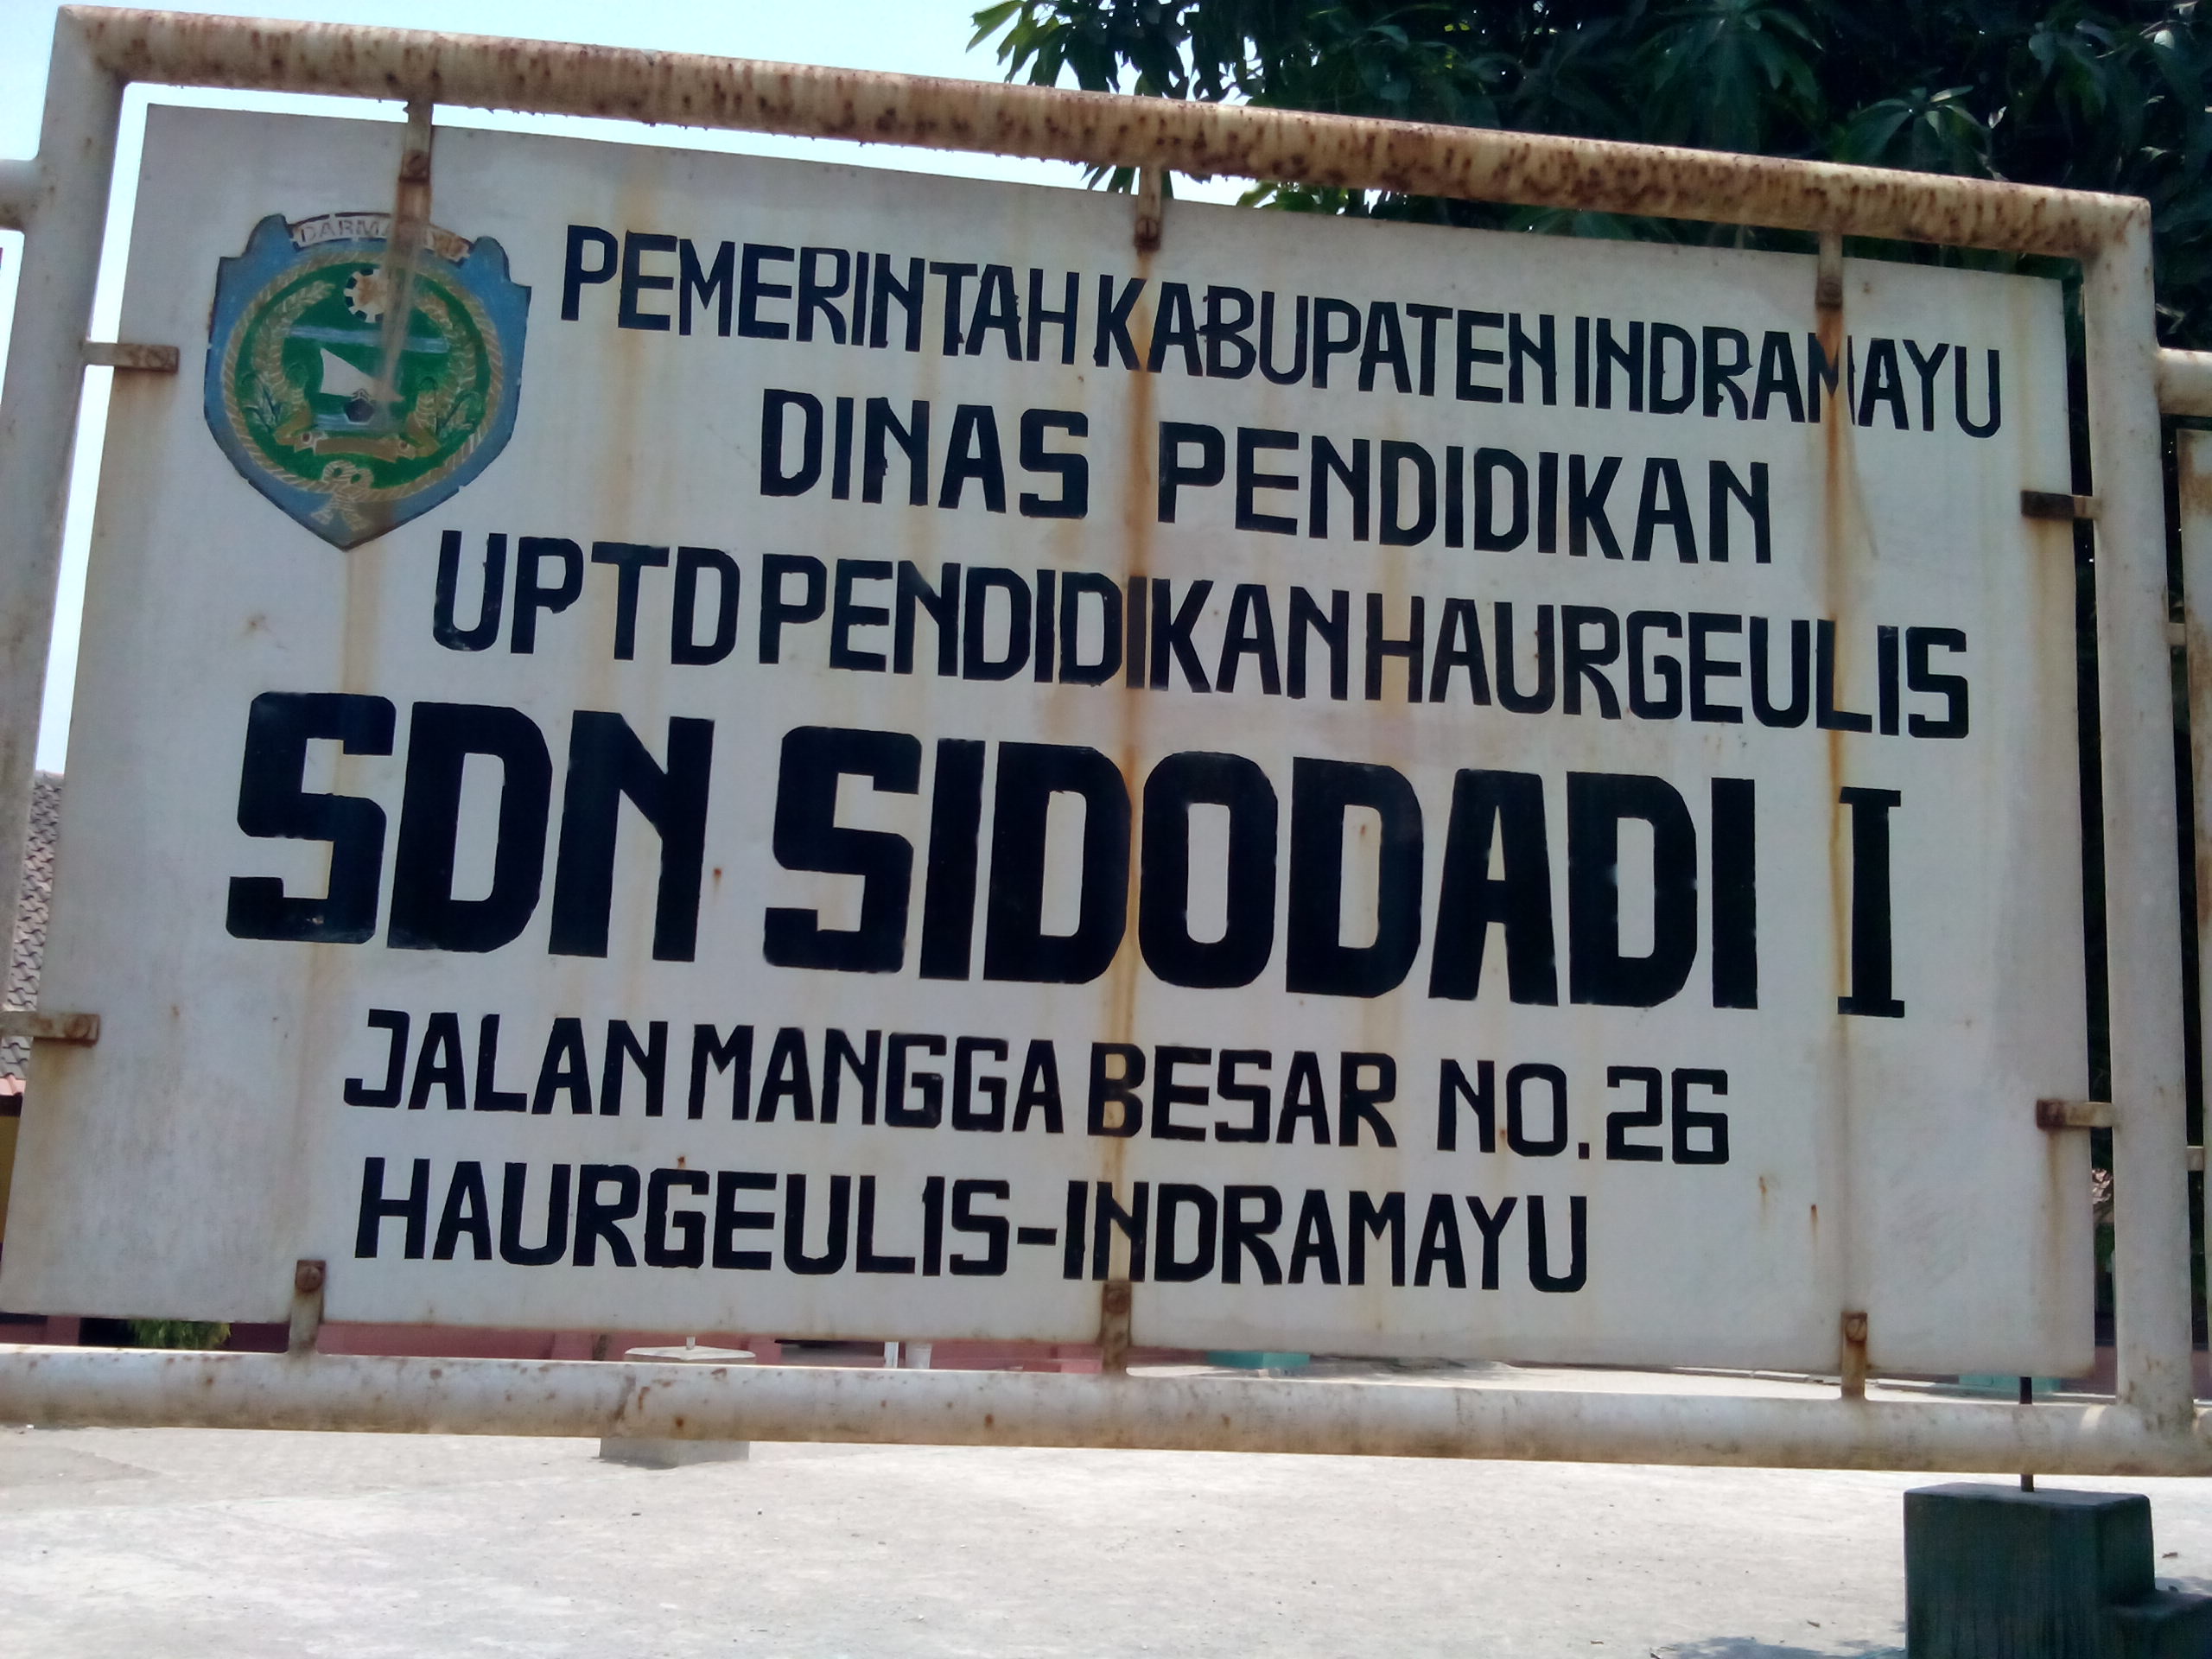 PEMERINTAH KABUPATEN INDRAMAYU
DINAS PENDIDIKAN
UPTD PENDIDIKAN HAURGEULIS
SDN SIDODADI I
JALAN MANGGA BESAR NO. 26
HAURGEULIS-INDRAMAYU